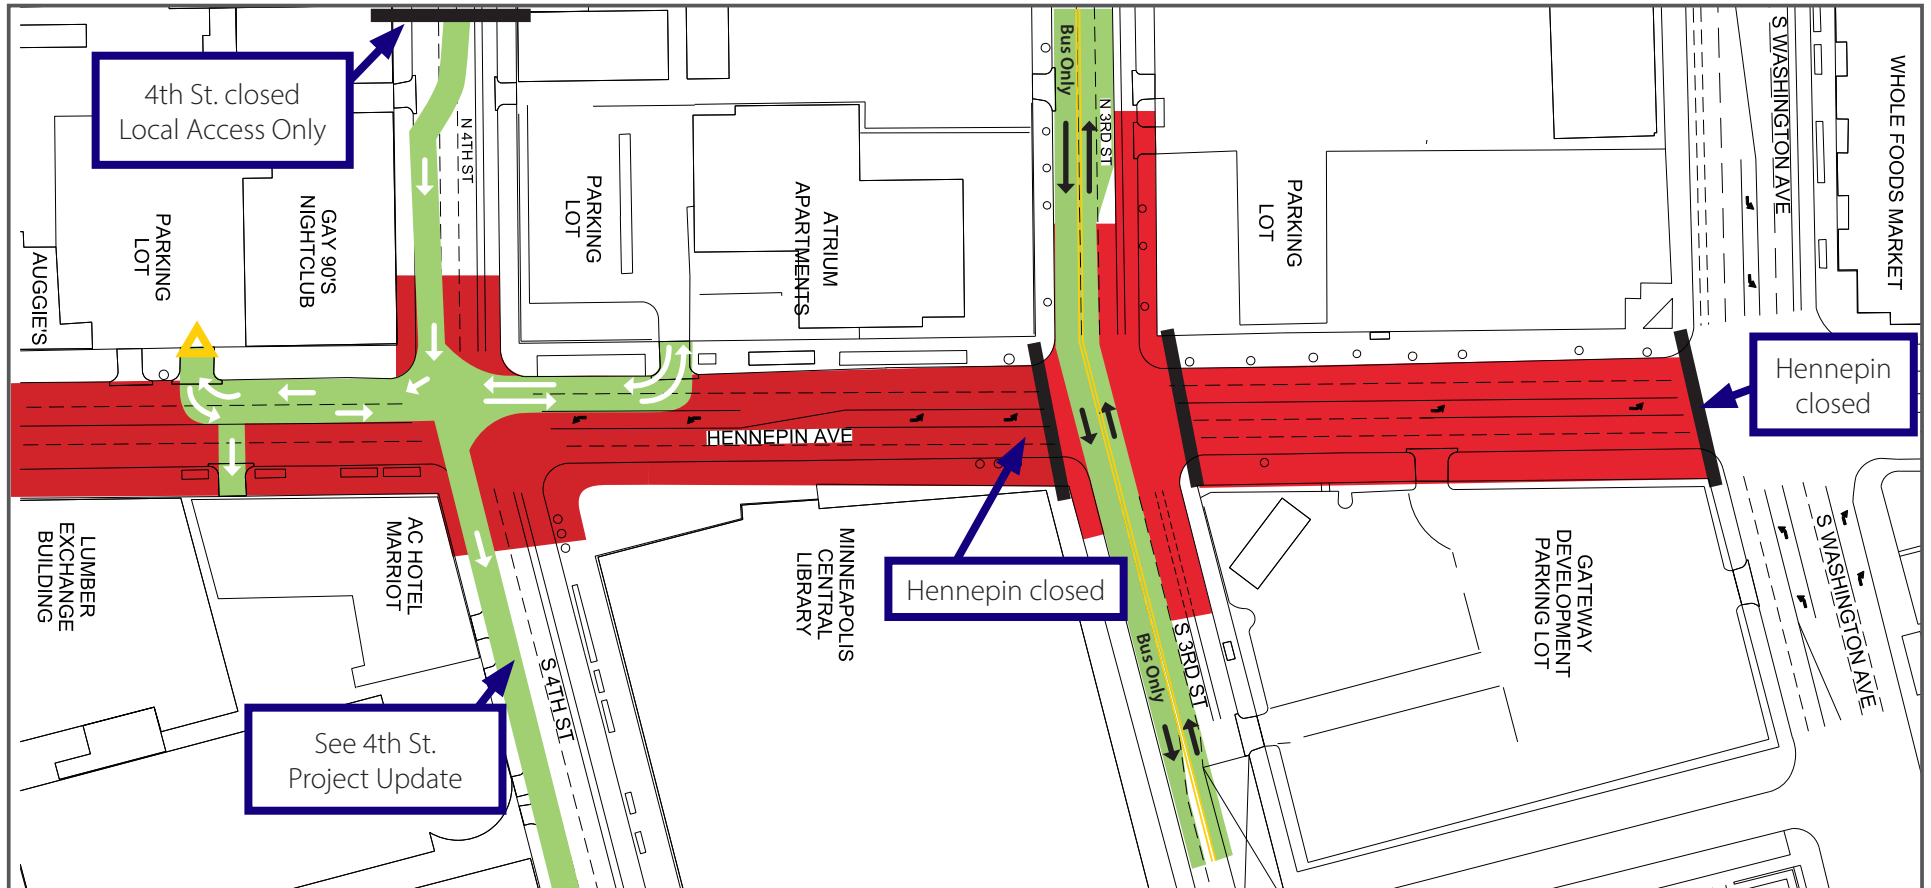 4th St. closed
Local Access Only
N 4TH ST
Bus Only
N 3RD ST
S WASHINGTON AVE
WHOLE FOODS MARKET
AUGGIE'S
PARKING
LOT
GAY 90'S
NIGHTCLUB
PARKING
LOT
ATRIUM
APARTMENTS
PARKING
LOT
Hennepin
closed
HENNEPIN AVE
LUMBER
EXCHANGE
BUILDING
AC HOTEL
MARRIOT
MINNEAPOLIS
CENTRAL
LIBRARY
Hennepin closed
GATEWAY
DEVELOPMENT
PARKING LOT
S WASHINGTON AVE
See 4th St.
Project Update
S 4TH ST
Bus Only
S 3RD ST